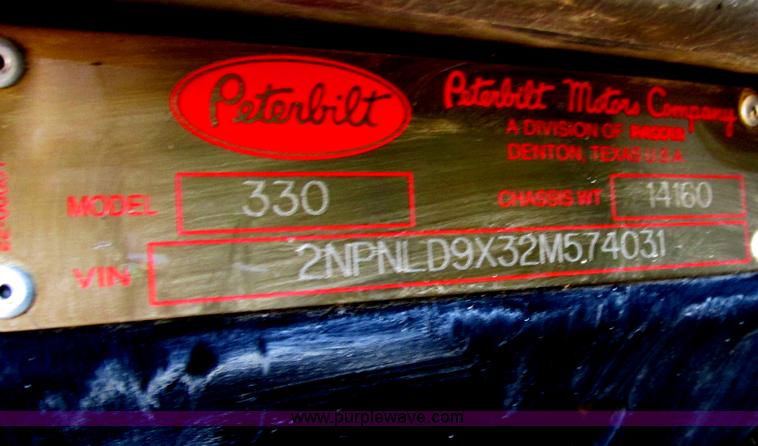 Peterbilt
Peterbilt Motors Company
A DIVISION OF PACCAR
DENTON, TEXAS U.S.A.
MODEL 330
CHASSIS WT 14160
VIN 2NPNLD9X32M574031
www.purplewave.com